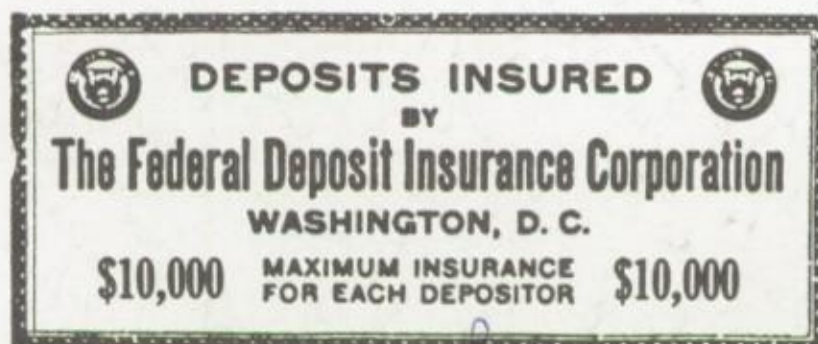 DEPOSITS INSURED
BY
The Federal Deposit Insurance Corporation
WASHINGTON, D. C.
$10,000 MAXIMUM INSURANCE FOR EACH DEPOSITOR $10,000